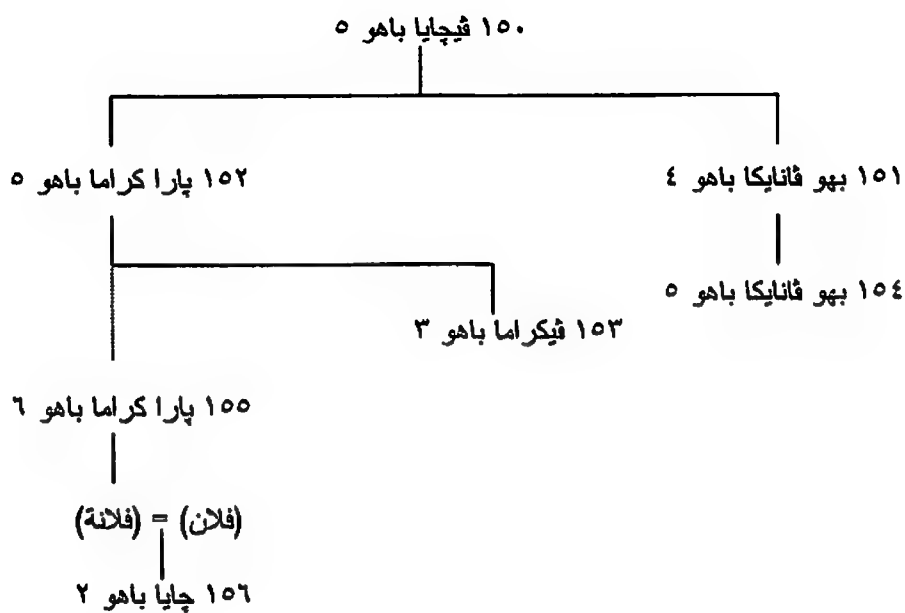 ١٥٠ ڤيچايا باهو ٥
١٥١ بهو ڤانايكا باهو ٤
١٥٢ پارا كراما باهو ٥
١٥٤ بهو ڤانايكا باهو ٥
١٥٣ ڤيكراما باهو ٣
١٥٥ پارا كراما باهو ٦
(فلان) = (فلانة)
١٥٦ چايا باهو ٢